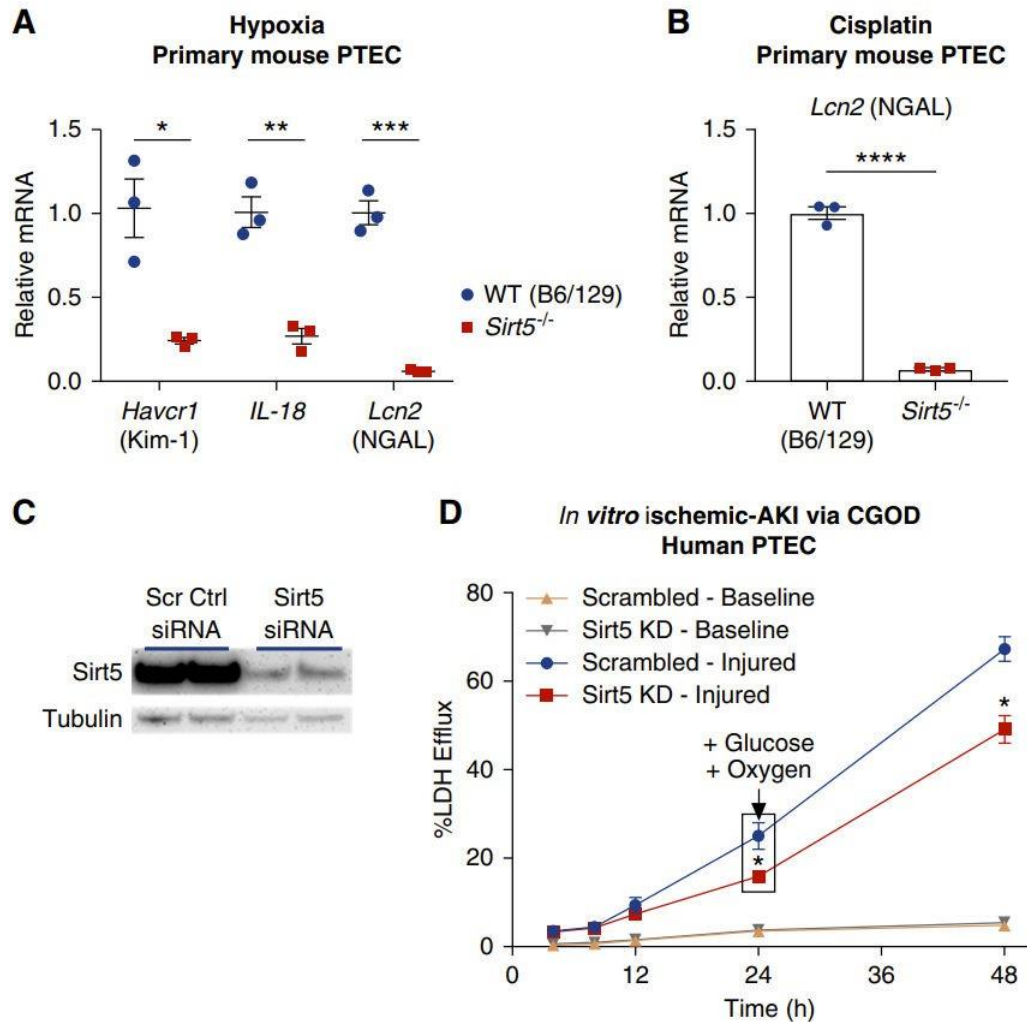 A
Hypoxia
Primary mouse PTEC
* ** ***
1.5
1.0
0.5
0.0
Relative mRNA
Havcr1
(Kim-1)
IL-18
Lcn2
(NGAL)
WT (B6/129)
Sirt5-/-
B
Cisplatin
Primary mouse PTEC
Lcn2 (NGAL)
****
1.5
1.0
0.5
0.0
Relative mRNA
WT
(B6/129)
Sirt5-/-
C
Scr Ctrl
siRNA
Sirt5
siRNA
Sirt5
Tubulin
D
In vitro ischemic-AKI via CGOD
Human PTEC
Scrambled - Baseline
Sirt5 KD - Baseline
Scrambled - Injured
Sirt5 KD - Injured
+ Glucose
+ Oxygen
*
*
80
60
40
20
0
%LDH Efflux
0 12 24 36 48
Time (h)